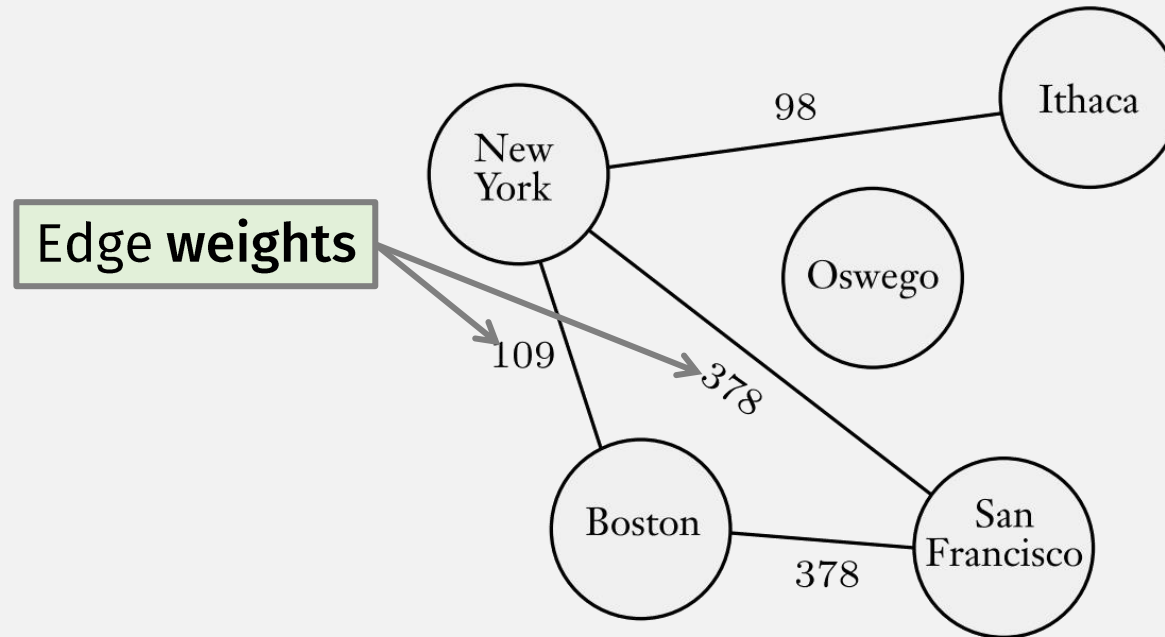 98
Ithaca
New
York
Edge weights
Oswego
109
378
Boston
San
Francisco
378